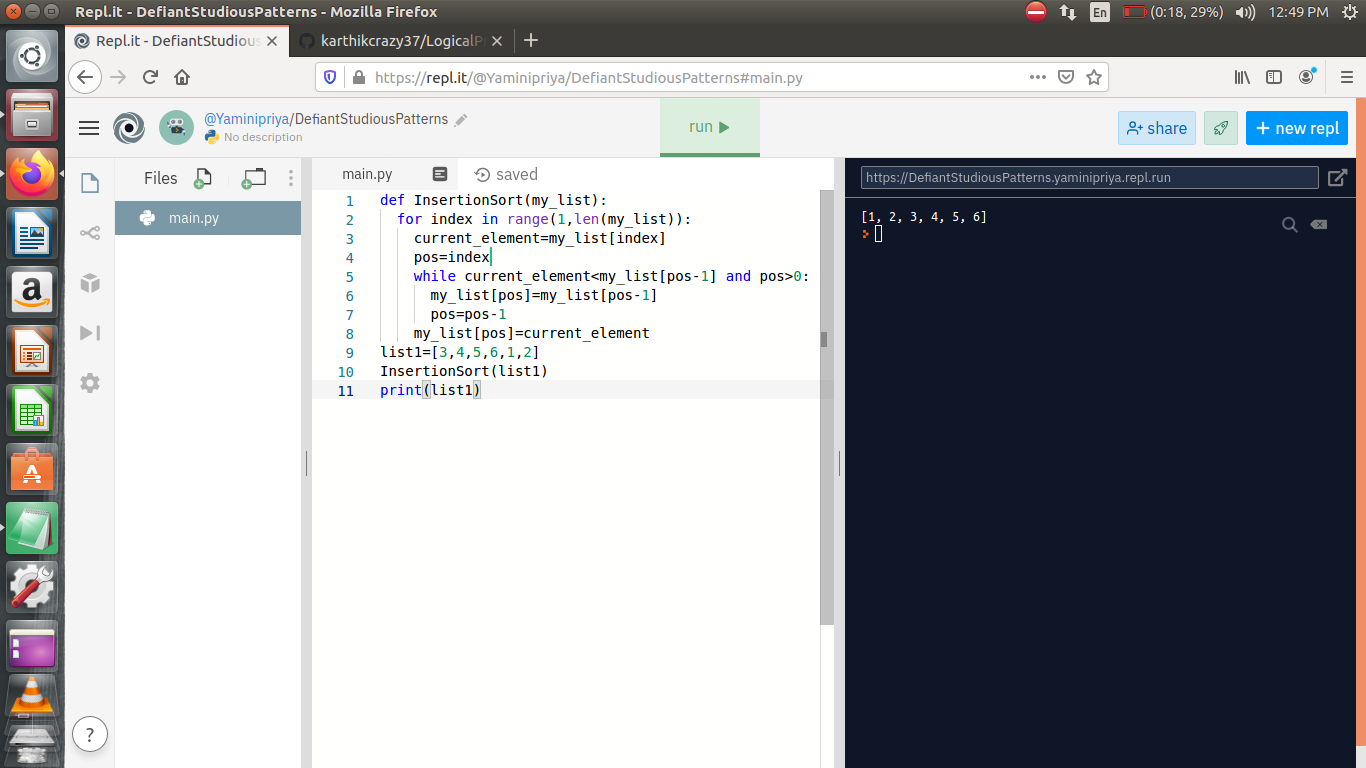 Repl.it - DefiantStudiousPatterns - Mozilla Firefox
En
(0:18, 29%)
12:49 PM
Repl.it - DefiantStudious
karthikcrazy37/LogicalP
https://repl.it/@Yaminipriya/DefiantStudiousPatterns#main.py
@Yaminipriya/DefiantStudiousPatterns
No description
run
share
+ new repl
Files
main.py
main.py
saved
1 def InsertionSort(my_list):
2   for index in range(1,len(my_list)):
3     current_element=my_list[index]
4     pos=index
5     while current_element<my_list[pos-1] and pos>0:
6       my_list[pos]=my_list[pos-1]
7       pos=pos-1
8     my_list[pos]=current_element
9 list1=[3,4,5,6,1,2]
10 InsertionSort(list1)
11 print(list1)
https://DefiantStudiousPatterns.yaminipriya.repl.run
[1, 2, 3, 4, 5, 6]
?